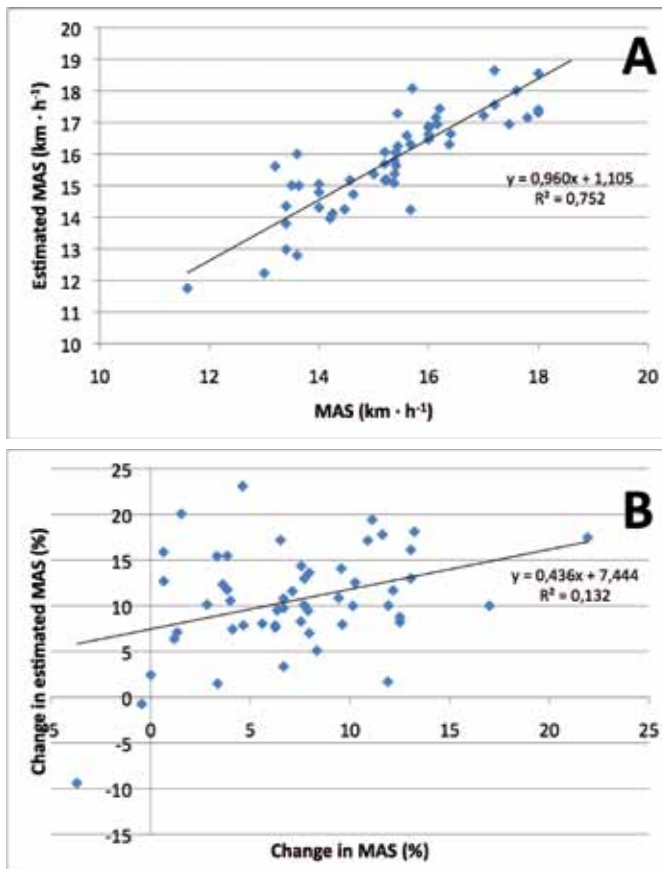 A
20
19
18
17
16
15
14
13
12
11
10
Estimated MAS (km · h⁻¹)
y = 0,960x + 1,105
R² = 0,752
10 12 14 16 18 20
MAS (km · h⁻¹)
B
25
20
15
10
5
0
-5
-10
-15
Change in estimated MAS (%)
y = 0,436x + 7,444
R² = 0,132
5 0 5 10 15 20 25
Change in MAS (%)